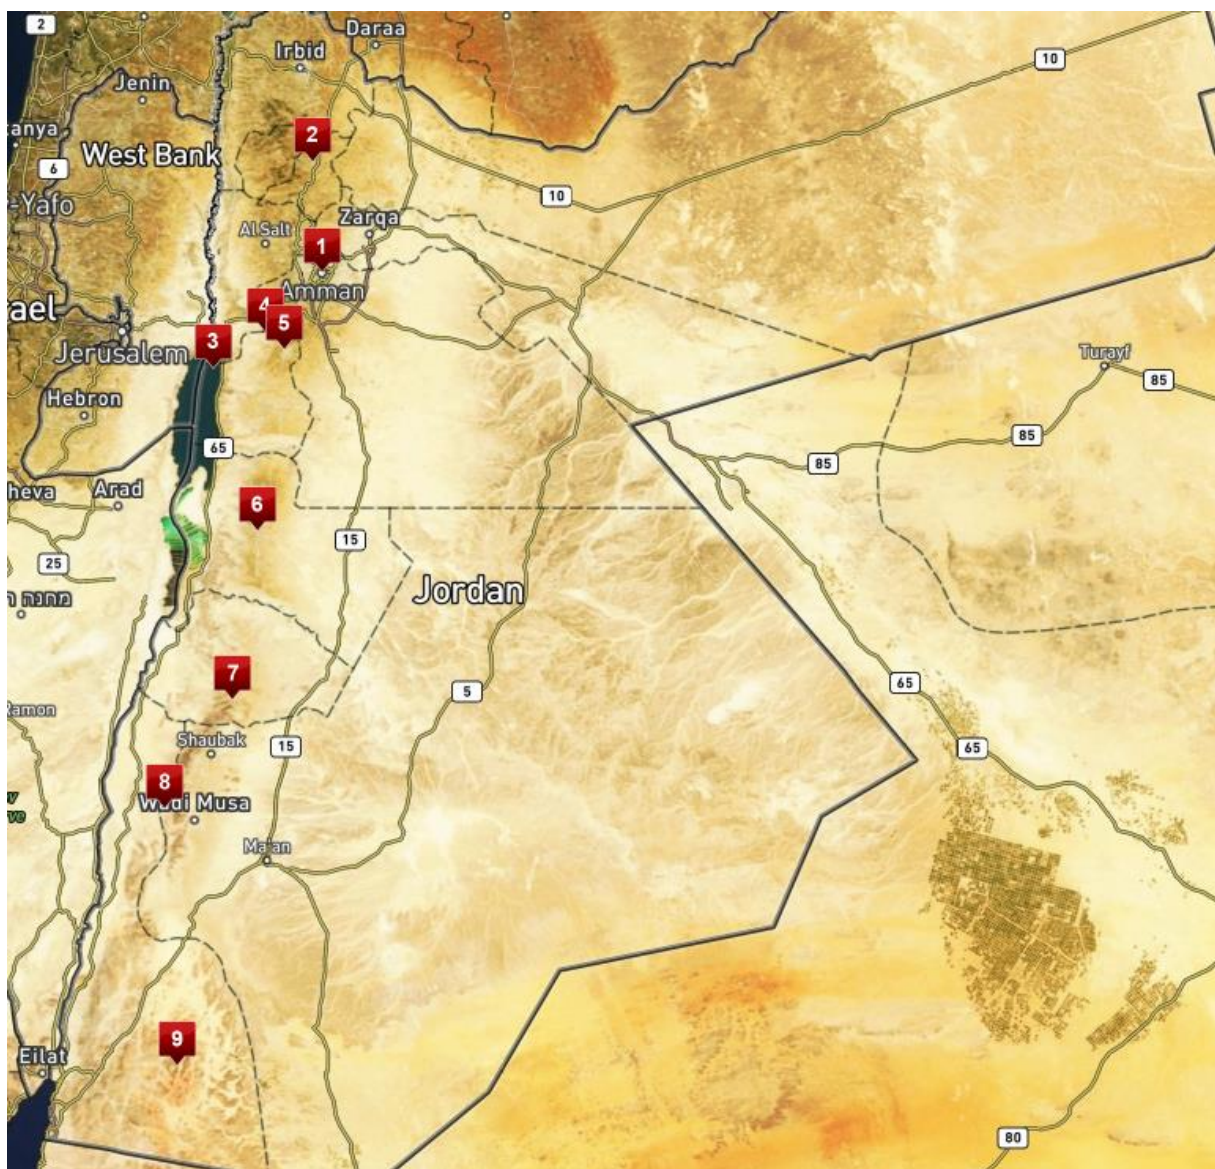 2
Daraa
Irbid
10
Jenin
tanya
2
West Bank
6
10
-Yafo
Zarqa
Al Salt
1
Amman
rael
4
5
3
Jerusalem
Turayf
85
Hebron
65
85
85
heva
Arad
6
15
25
Jordan
מחנה
7
65
5
Ramon
Shaubak
15
65
8
Wadi Musa
Ma'an
9
Eilat
80